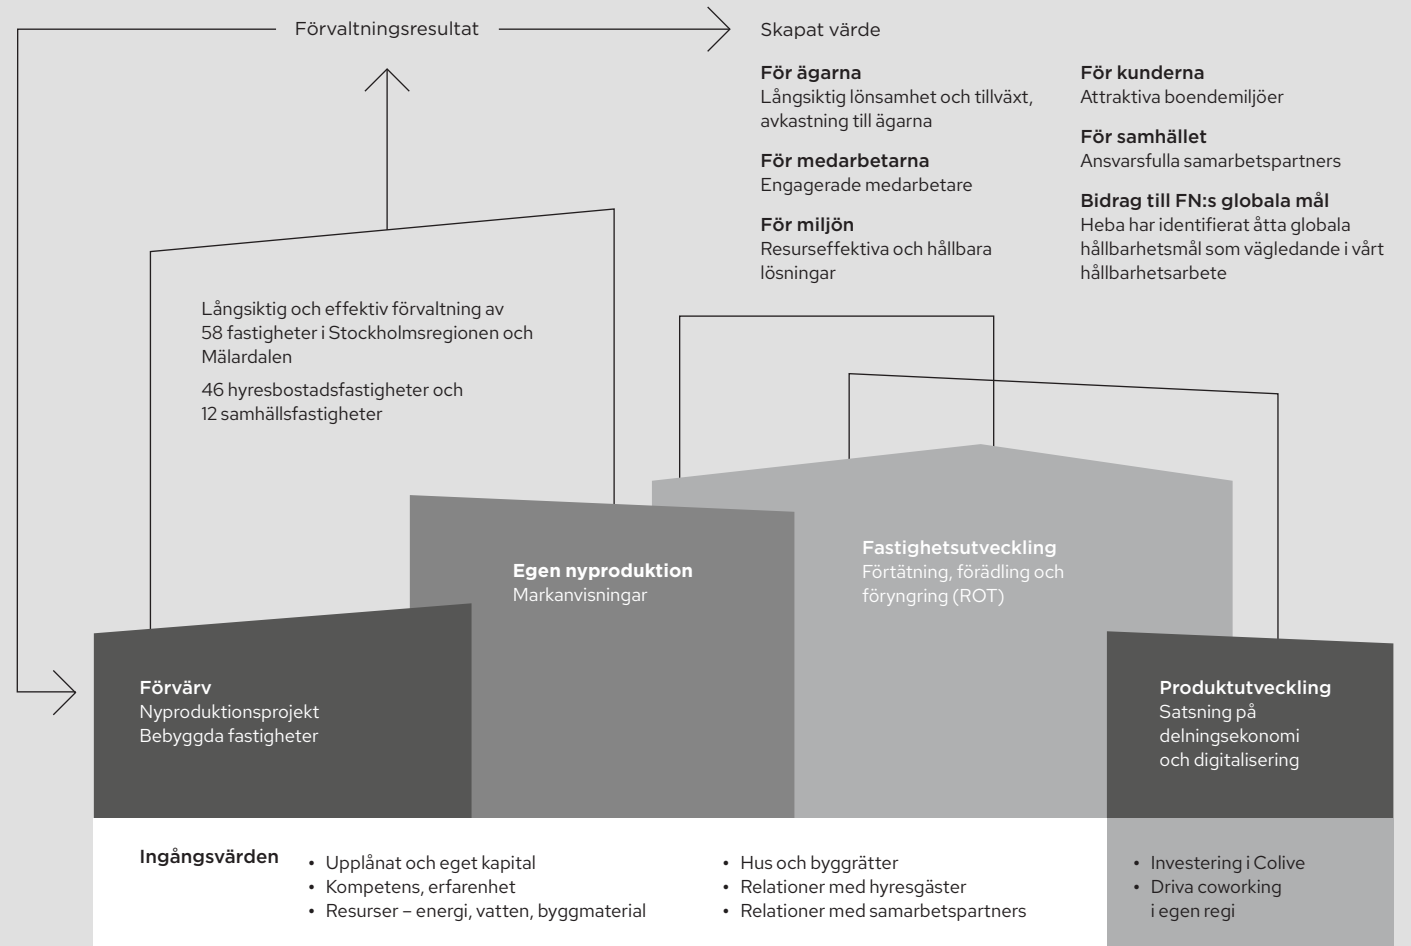 Förvaltningsresultat
Skapat värde
För ägarna
Långsiktig lönsamhet och tillväxt,
avkastning till ägarna
För medarbetarna
Engagerade medarbetare
För miljön
Resurseffektiva och hållbara
lösningar
För kunderna
Attraktiva boendemiljöer
För samhället
Ansvarsfulla samarbetspartners
Bidrag till FN:s globala mål
Heba har identifierat åtta globala
hållbarhetsmål som vägledande i vårt
hållbarhetsarbete
Långsiktig och effektiv förvaltning av
58 fastigheter i Stockholmsregionen och
Mälardalen
46 hyresbostadsfastigheter och
12 samhällsfastigheter
Egen nyproduktion
Markanvisningar
Fastighetsutveckling
Förtätning, förädling och
föryngring (ROT)
Förvärv
Nyproduktionsprojekt
Bebyggda fastigheter
Produktutveckling
Satsning på
delningsekonomi
och digitalisering
Ingångsvärden
• Upplånat och eget kapital
• Kompetens, erfarenhet
• Resurser – energi, vatten, byggmaterial
• Hus och byggrätter
• Relationer med hyresgäster
• Relationer med samarbetspartners
• Investering i Colive
• Driva coworking
i egen regi